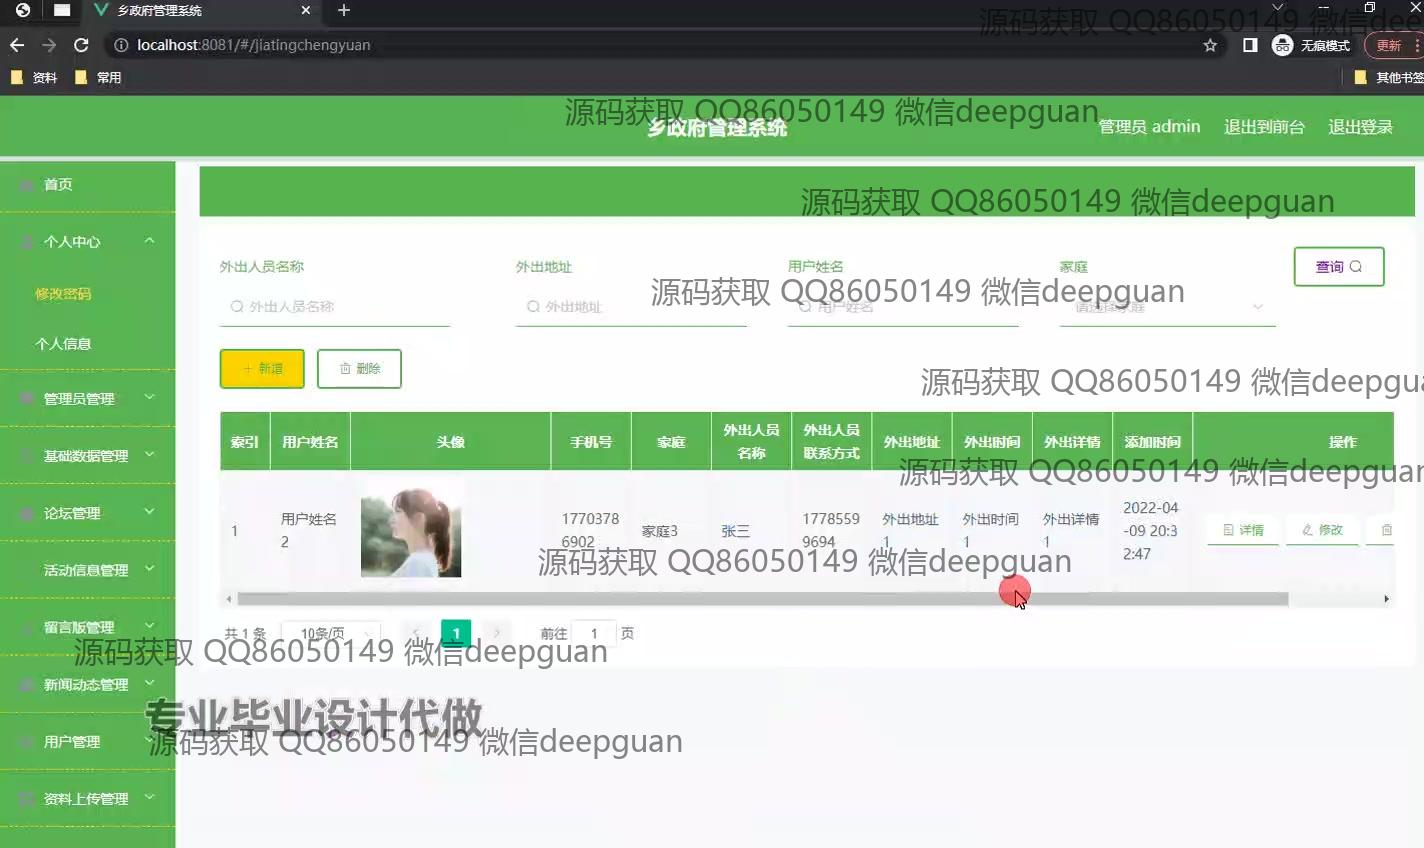 乡政府管理系统
源码获取 QQ86050149 微信dee
localhost:8081/#/jiatingchengyuan
无痕模式
更新
资料
常用
其他书签
源码获取 QQ86050149 微信deepguan
乡政府管理系统
管理员 admin
退出到前台
退出登录
首页
个人中心
修改密码
个人信息
管理员管理
基础数据管理
论坛管理
活动信息管理
留言版管理
新闻动态管理
用户管理
资料上传管理
源码获取 QQ86050149 微信deepguan
外出人员名称
外出地址
用户姓名
家庭
查询
源码获取 QQ86050149 微信deepguan
外出人员名称
外出地址
用户姓名
请选择家庭
新增
删除
源码获取 QQ86050149 微信deepgua
索引 用户姓名 头像 手机号 家庭 外出人员名称 外出人员联系方式 外出地址 外出时间 外出详情 添加时间 操作
源码获取 QQ86050149 微信deepguan
1 用户姓名2 17703786902 家庭3 张三 17785599694 外出地址1 外出时间1 外出详情1 2022-04-09 20:32:47 详情 修改
源码获取 QQ86050149 微信deepguan
共 1 条 10条/页 1 前往 1 页
源码获取 QQ86050149 微信deepguan
专业毕业设计代做
源码获取 QQ86050149 微信deepguan